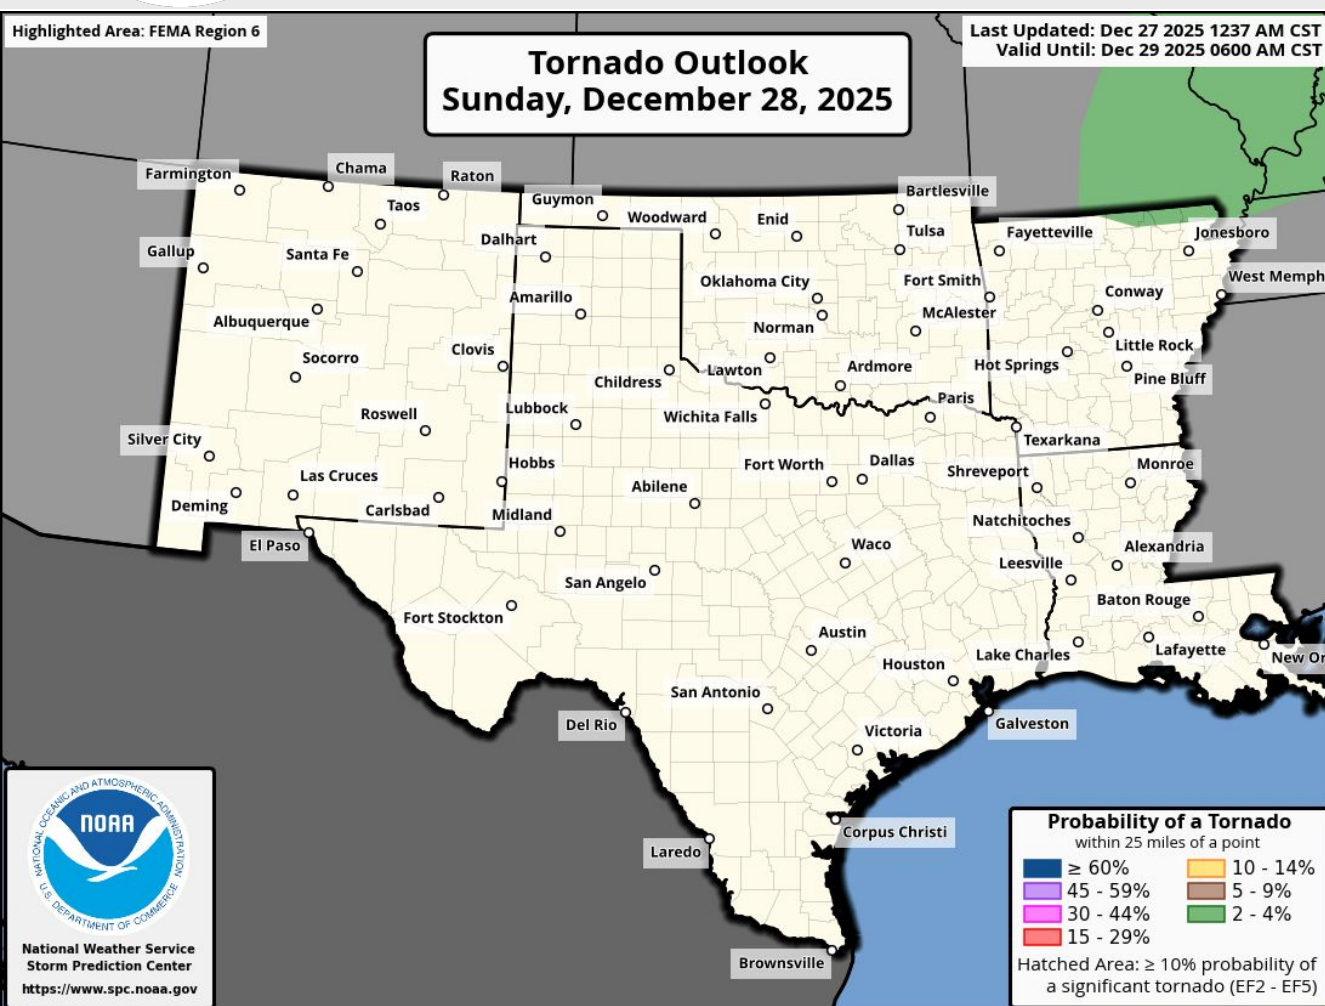 Highlighted Area: FEMA Region 6
Last Updated: Dec 27 2025 1237 AM CST
Valid Until: Dec 29 2025 0600 AM CST
Tornado Outlook
Sunday, December 28, 2025
Farmington
Chama
Raton
Taos
Guymon
Woodward
Enid
Bartlesville
Tulsa
Fayetteville
Jonesboro
Gallup
Santa Fe
Dalhart
Oklahoma City
Fort Smith
West Memph
Albuquerque
Amarillo
Norman
McAlester
Conway
Little Rock
Socorro
Clovis
Childress
Lawton
Ardmore
Hot Springs
Pine Bluff
Roswell
Lubbock
Wichita Falls
Paris
Texarkana
Silver City
Las Cruces
Hobbs
Abilene
Fort Worth
Dallas
Shreveport
Monroe
Deming
Carlsbad
Midland
Natchitoches
El Paso
San Angelo
Waco
Leesville
Alexandria
Fort Stockton
Austin
Baton Rouge
Houston
Lake Charles
Lafayette
New Or
Del Rio
San Antonio
Victoria
Galveston
Laredo
Corpus Christi
Brownsville
NATIONAL OCEANIC AND ATMOSPHERIC ADMINISTRATION
NOAA
U.S. DEPARTMENT OF COMMERCE
National Weather Service
Storm Prediction Center
https://www.spc.noaa.gov
Probability of a Tornado
within 25 miles of a point
≥ 60%
10 - 14%
45 - 59%
5 - 9%
30 - 44%
2 - 4%
15 - 29%
Hatched Area: ≥ 10% probability of
a significant tornado (EF2 - EF5)